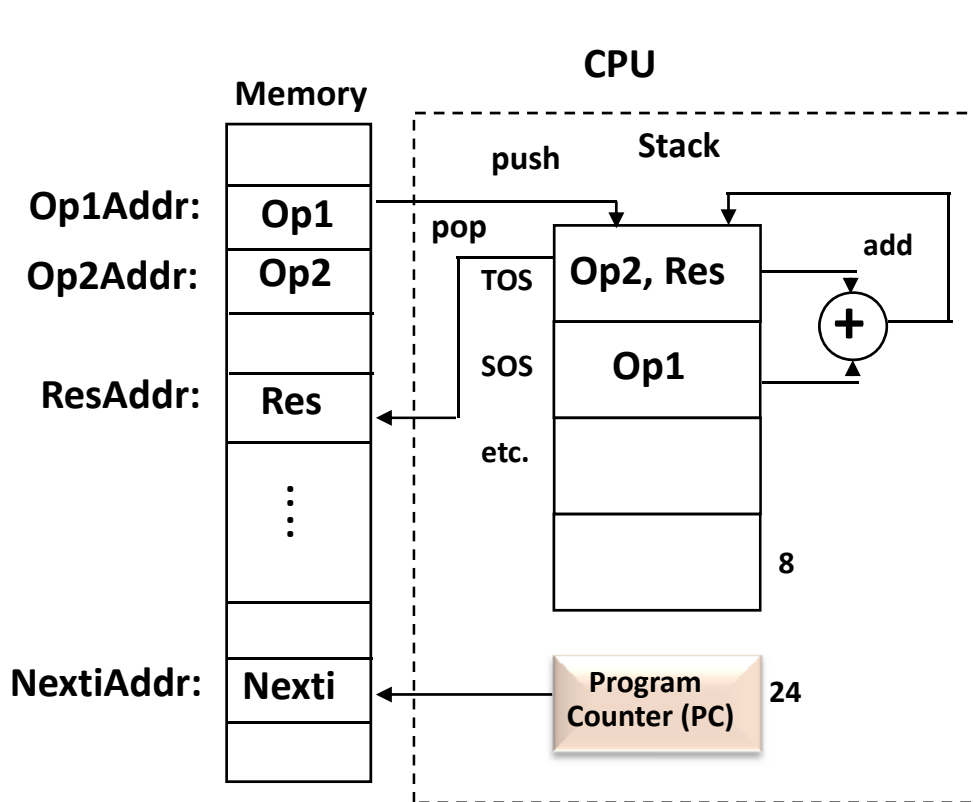 CPU
Memory
Stack
push
Op1Addr:
Op1
pop
add
Op2Addr:
Op2
TOS
Op2, Res
+
SOS
Op1
ResAddr:
Res
etc.
8
NextiAddr:
Nexti
Program
Counter (PC)
24